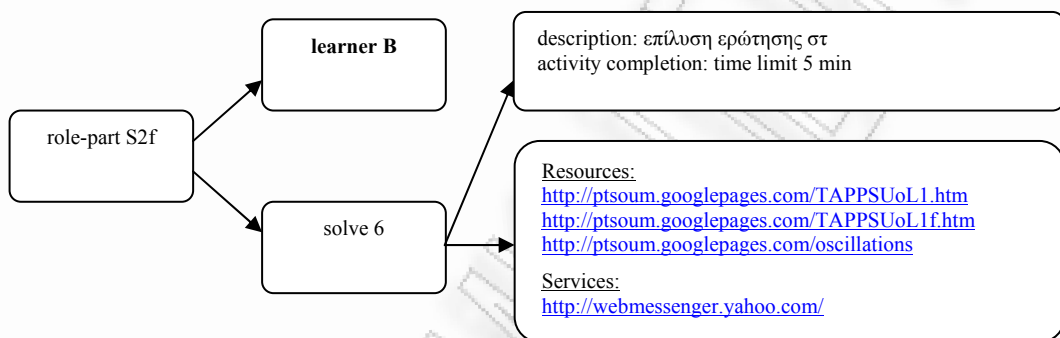 role-part S2f
learner B
solve 6
description: επίλυση ερώτησης στ
activity completion: time limit 5 min
Resources:
http://ptsoum.googlepages.com/TAPPSUoL1.htm
http://ptsoum.googlepages.com/TAPPSUoL1f.htm
http://ptsoum.googlepages.com/oscillations
Services:
http://webmessenger.yahoo.com/